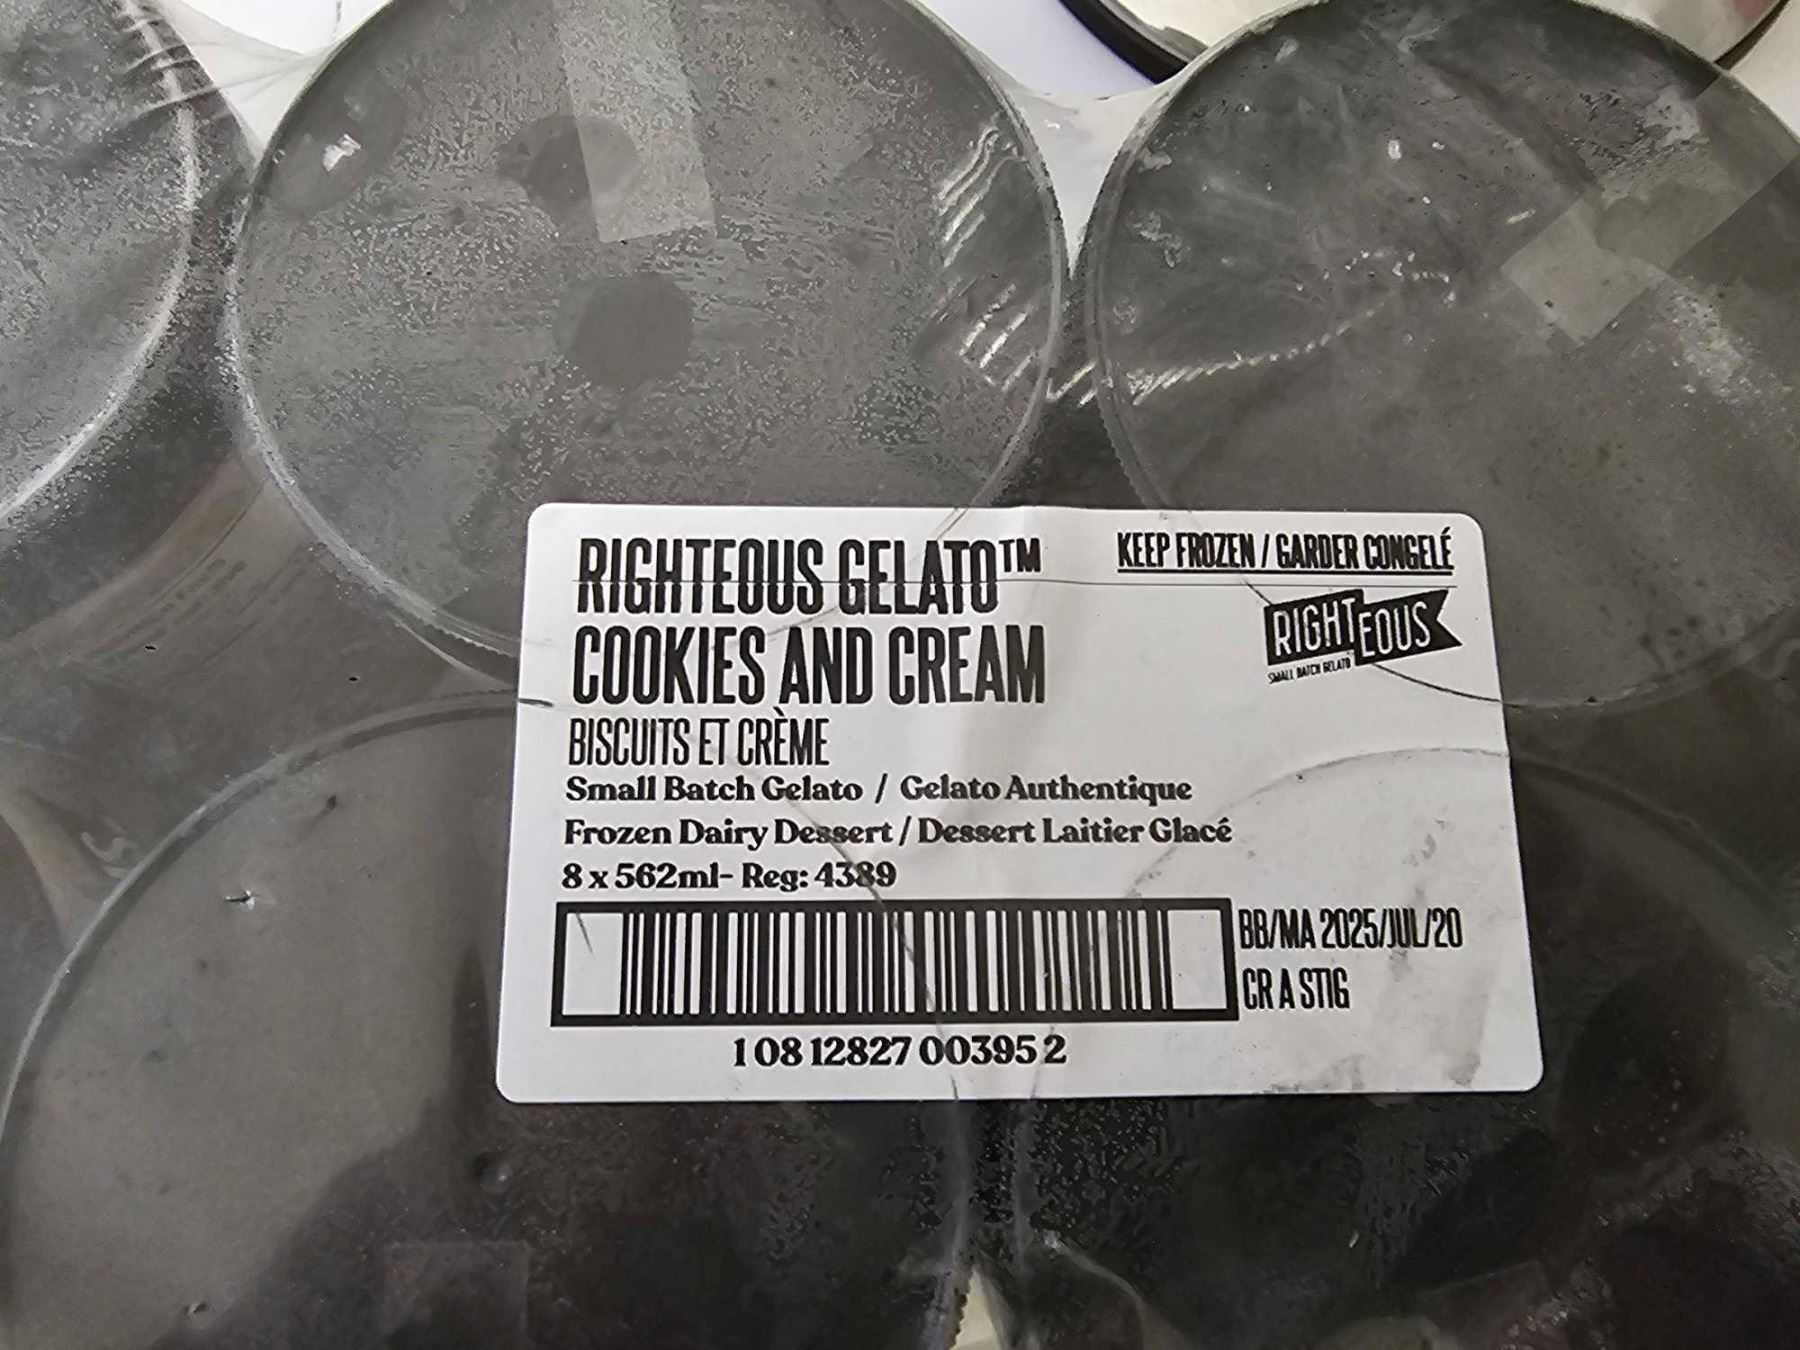 RIGHTEOUS GELATO™
KEEP FROZEN / GARDER CONGELÉ
RIGHTEOUS
SMALL BATCH GELATO
COOKIES AND CREAM
BISCUITS ET CRÈME
Small Batch Gelato / Gelato Authentique
Frozen Dairy Dessert / Dessert Laitier Glacé
8 x 562ml- Reg: 4389
BB/MA 2025/JUL/20
CR A STIG
1 08 12827 00395 2